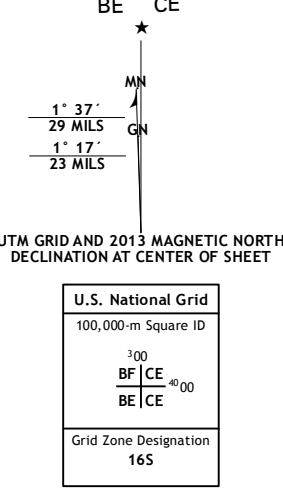 BE CE
MN
1° 37´
29 MILS
GN
1° 17´
23 MILS
UTM GRID AND 2013 MAGNETIC NORTH
DECLINATION AT CENTER OF SHEET
U.S. National Grid
100,000-m Square ID
³00
BF CE
⁴⁰00
BE CE
Grid Zone Designation
16S